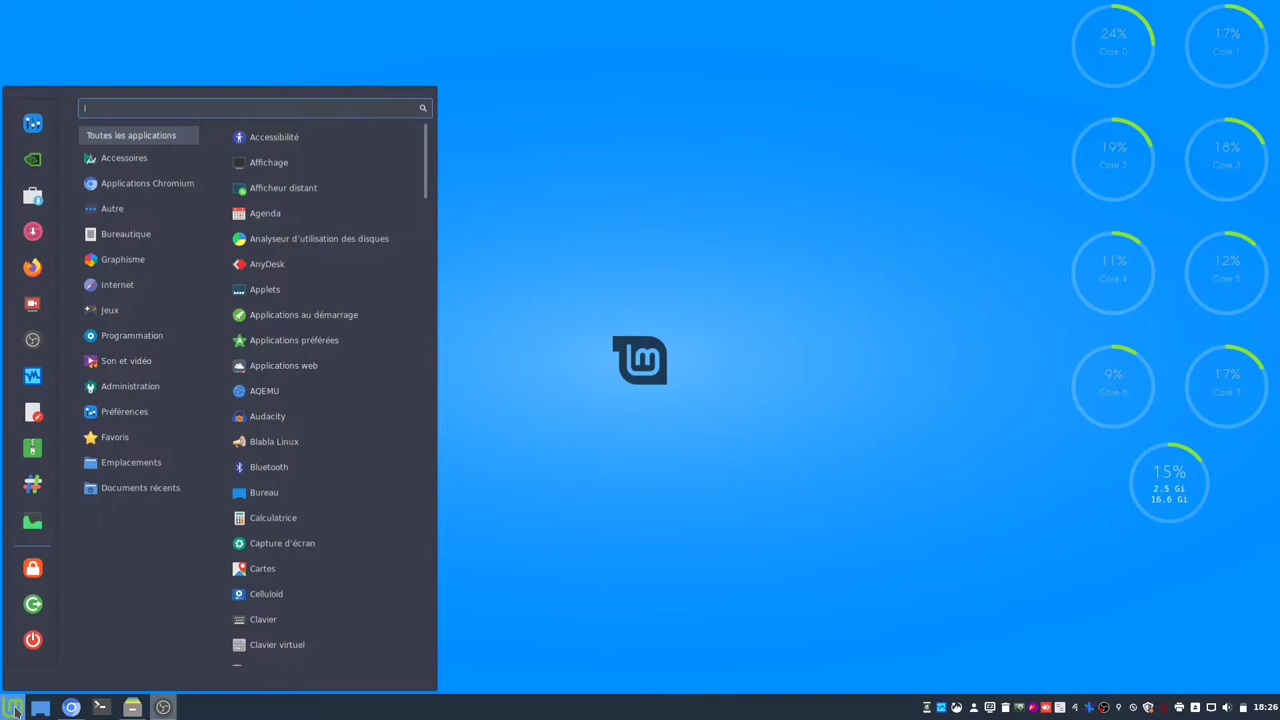 Toutes les applications
Accessoires
Applications Chromium
Autre
Bureautique
Graphisme
Internet
Jeux
Programmation
Son et vidéo
Administration
Préférences
Favoris
Emplacements
Documents récents
Accessibilité
Affichage
Afficheur distant
Agenda
Analyseur d’utilisation des disques
AnyDesk
Applets
Applications au démarrage
Applications préférées
Applications web
AQEMU
Audacity
Blabla Linux
Bluetooth
Bureau
Calculatrice
Capture d’écran
Cartes
Celluloid
Clavier
Clavier virtuel
24%
Core 0
17%
Core 1
19%
Core 2
18%
Core 3
11%
Core 4
12%
Core 5
9%
Core 6
17%
Core 7
15%
2.5 Gi
16.6 Gi
18:26